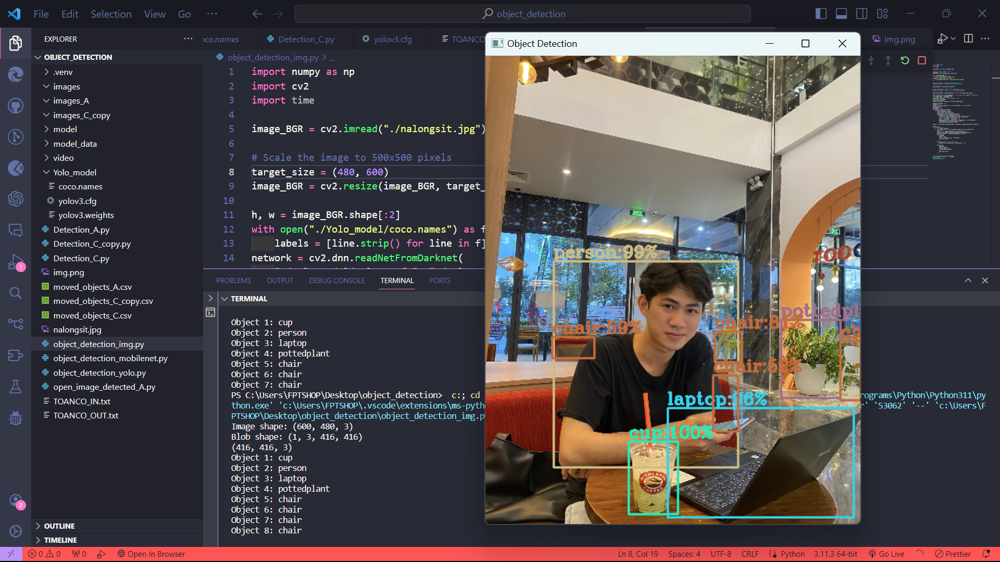 File Edit Selection View Go ···
object_detection
EXPLORER
OBJECT_DETECTION
.venv
images
images_A
images_C_copy
model
model_data
video
Yolo_model
coco.names
yolov3.cfg
yolov3.weights
Detection_A.py
Detection_C_copy.py
Detection_C.py
img.png
moved_objects_A.csv
moved_objects_C_copy.csv
moved_objects_C.csv
nalongsit.jpg
object_detection_img.py
object_detection_mobilenet.py
object_detection_yolo.py
open_image_detected_A.py
TOANCO_IN.txt
TOANCO_OUT.txt
OUTLINE
TIMELINE
coco.names Detection_C.py yolov3.cfg TOANCO img.png
object_detection_img.py > ...
1 import numpy as np
2 import cv2
3 import time
4
5 image_BGR = cv2.imread("./nalongsit.jpg")
6
7 # Scale the image to 500x500 pixels
8 target_size = (480, 600)
9 image_BGR = cv2.resize(image_BGR, target_
10
11 h, w = image_BGR.shape[:2]
12 with open("./Yolo_model/coco.names") as f
13 labels = [line.strip() for line in f]
14 network = cv2.dnn.readNetFromDarknet(
PROBLEMS OUTPUT DEBUG CONSOLE TERMINAL PORTS
TERMINAL
Object 1: cup
Object 2: person
Object 3: laptop
Object 4: pottedplant
Object 5: chair
Object 6: chair
Object 7: chair
PS C:\Users\FPTSHOP\Desktop\object_detection> c:; cd rograms\Python\Python311\py
thon.exe' 'c:\Users\FPTSHOP\.vscode\extensions\ms-pyth r' '53062' '--' 'c:\Users\F
PTSHOP\Desktop\object_detection\object_detection_img.p
Image shape: (600, 480, 3)
Blob shape: (1, 3, 416, 416)
(416, 416, 3)
Object 1: cup
Object 2: person
Object 3: laptop
Object 4: pottedplant
Object 5: chair
Object 6: chair
Object 7: chair
Object 8: chair
Object Detection
person:99%
roo
pottedpl
chair:81%
chair:59%
ch
chair:52%
laptop:96%
cup:100%
HIGHLANDS
COFFEE
1
2
0 0 0 Open In Browser
Ln 8, Col 19 Spaces: 4 UTF-8 CRLF Python 3.11.3 64-bit Go Live Prettier